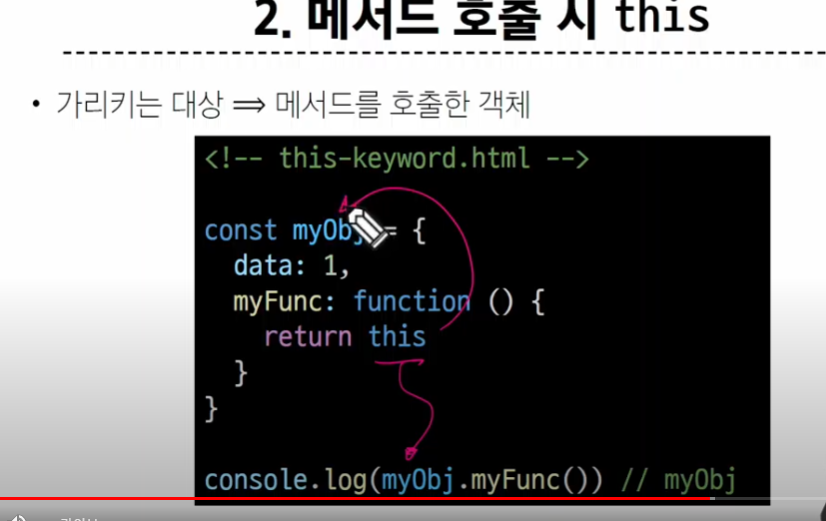 2. 메서드 호출 시 this
• 가리키는 대상 ⇒ 메서드를 호출한 객체
<!-- this-keyword.html -->
const myObj = {
data: 1,
myFunc: function () {
return this
}
}
console.log(myObj.myFunc()) // myObj